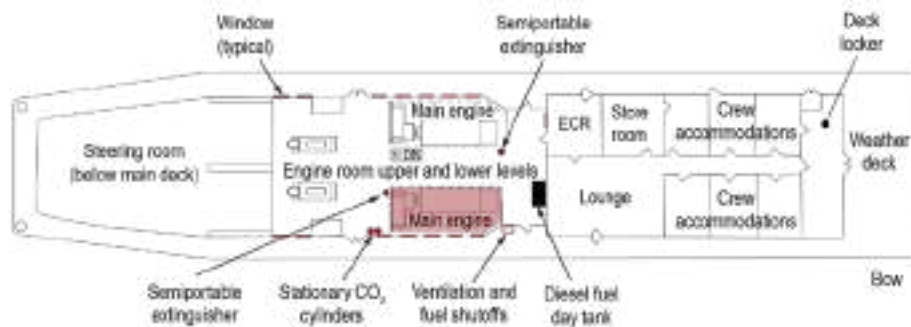 Window
(typical)
Semiportable
extinguisher
Deck
locker
Main engine
ECR
Store
room
Crew
accommodations
Weather
deck
Steering room
(below main deck)
DN
Engine room upper and lower levels
Lounge
Main engine
Crew
accommodations
Bow
Semiportable
extinguisher
Stationary CO₂
cylinders
Ventilation and
fuel shutoffs
Diesel fuel
day tank